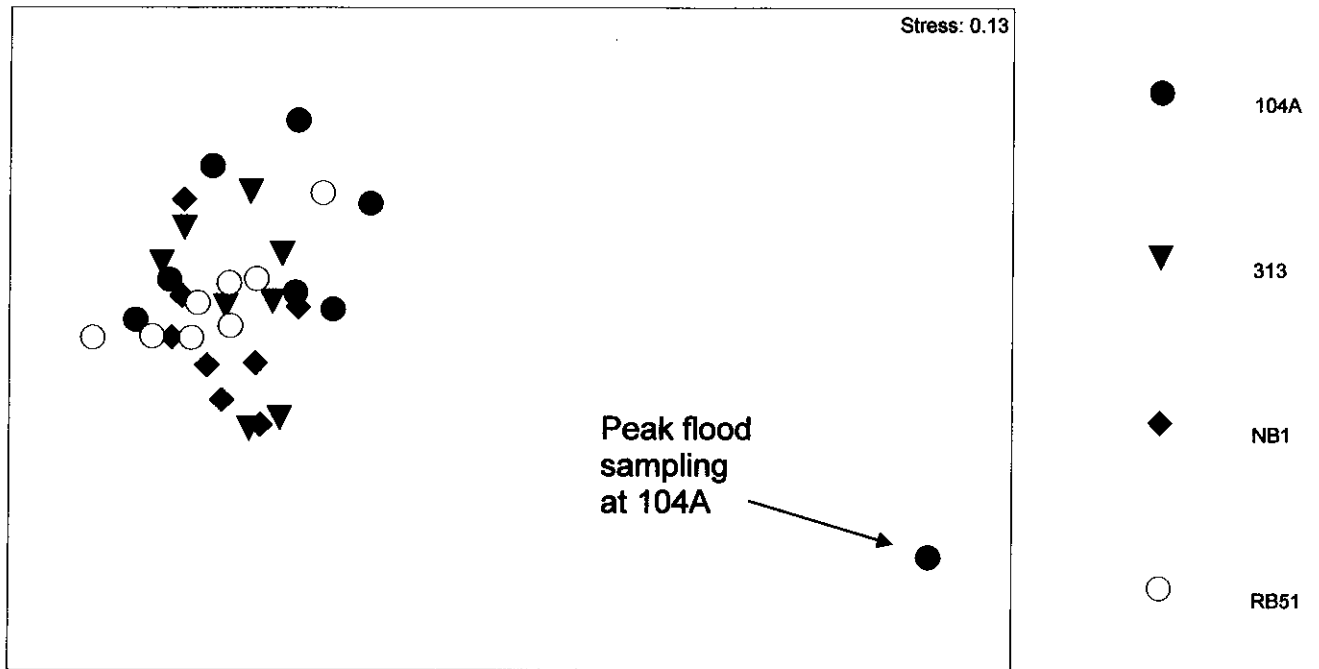 Stress: 0.13
104A
313
NB1
RB51
Peak flood
sampling
at 104A